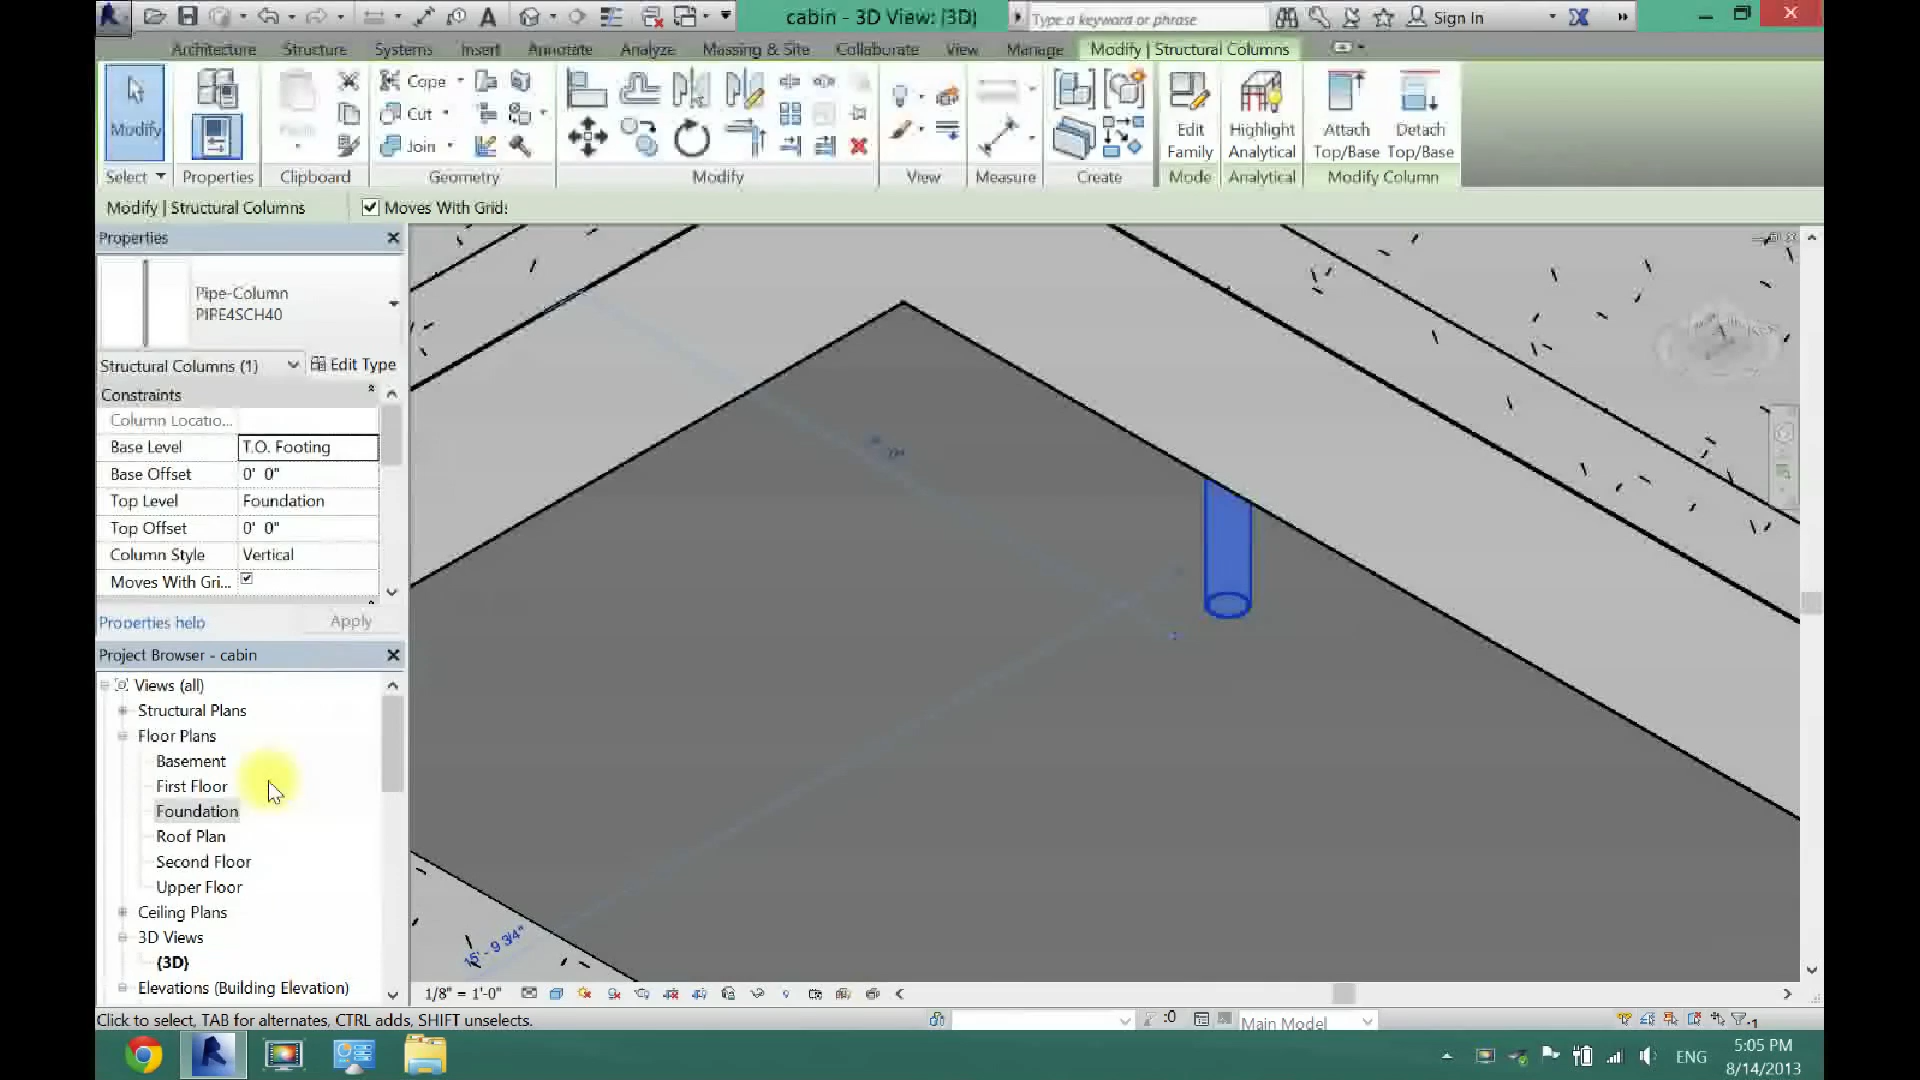 cabin - 3D View: {3D}
Type a keyword or phrase
Sign In
Architecture Structure Systems Insert Annotate Analyze Massing & Site Collaborate View Manage Modify | Structural Columns
Modify
Cope
Cut
Join
Edit Family
Highlight Analytical
Attach Top/Base
Detach Top/Base
Select Properties Clipboard Geometry Modify View Measure Create Mode Analytical Modify Column
Modify | Structural Columns
Moves With Grids
Properties
Pipe-Column
PIRE4SCH40
Structural Columns (1)
Edit Type
Constraints
Column Locatio...
Base Level T.O. Footing
Base Offset 0' 0"
Top Level Foundation
Top Offset 0' 0"
Column Style Vertical
Moves With Gri...
Properties help
Apply
Project Browser - cabin
Views (all)
Structural Plans
Floor Plans
Basement
First Floor
Foundation
Roof Plan
Second Floor
Upper Floor
Ceiling Plans
3D Views
{3D}
Elevations (Building Elevation)
15' - 9 3/4"
1/8" = 1'-0"
Click to select, TAB for alternates, CTRL adds, SHIFT unselects.
:0
Main Model
ENG
5:05 PM
8/14/2013